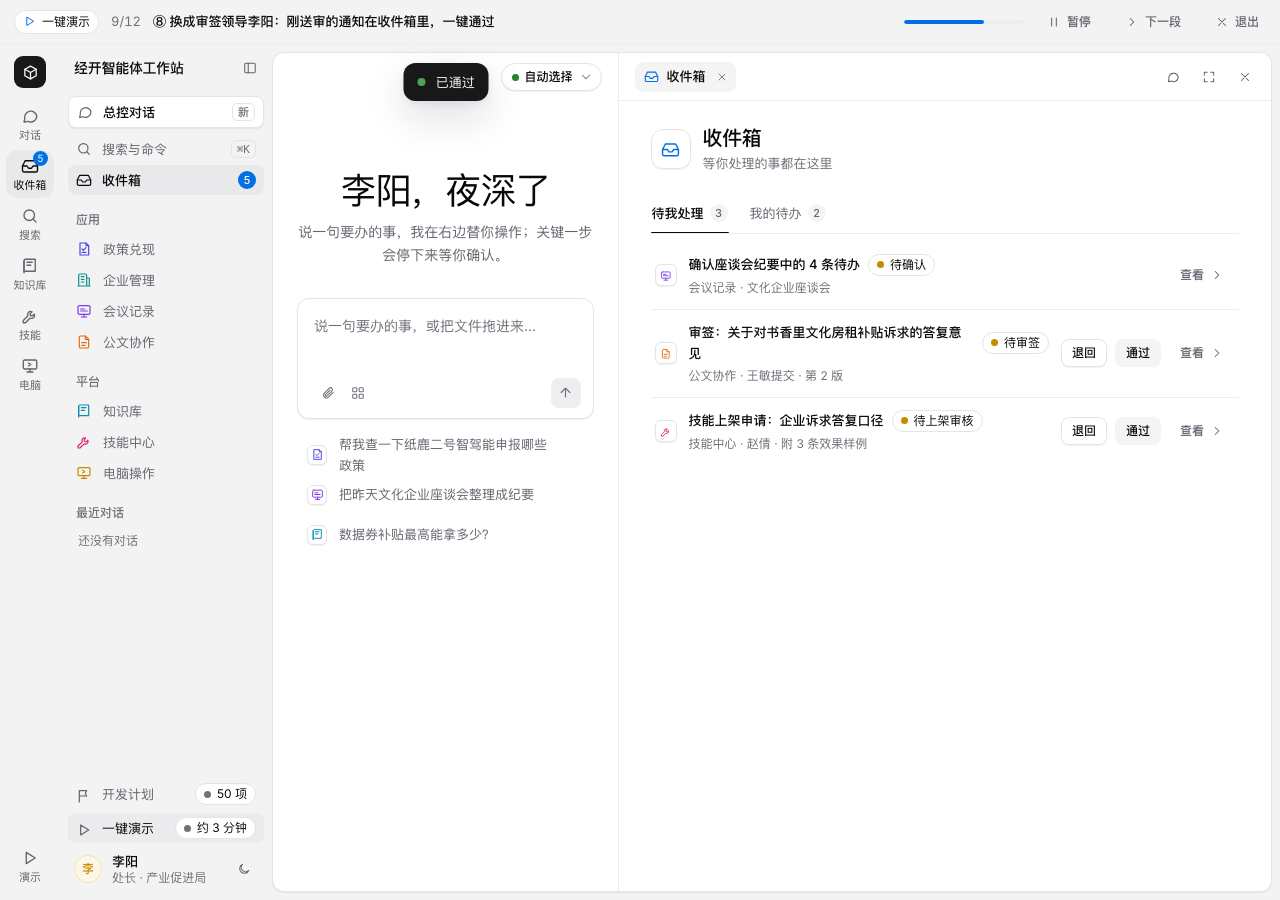 一键演示
9/12
⑧ 换成审签领导李阳：刚送审的通知在收件箱里，一键通过
暂停
下一段
退出
对话
5
收件箱
搜索
知识库
技能
电脑
演示
经开智能体工作站
总控对话
新
搜索与命令
⌘K
收件箱
5
应用
政策兑现
企业管理
会议记录
公文协作
平台
知识库
技能中心
电脑操作
最近对话
还没有对话
开发计划
50 项
一键演示
约 3 分钟
李
李阳
处长 · 产业促进局
已通过
自动选择
李阳，夜深了
说一句要办的事，我在右边替你操作；关键一步
会停下来等你确认。
说一句要办的事，或把文件拖进来...
帮我查一下纸鹿二号智驾能申报哪些
政策
把昨天文化企业座谈会整理成纪要
数据券补贴最高能拿多少？
收件箱
收件箱
等你处理的事都在这里
待我处理
3
我的待办
2
确认座谈会纪要中的 4 条待办
待确认
会议记录 · 文化企业座谈会
查看
审签：关于对书香里文化房租补贴诉求的答复意
见
待审签
公文协作 · 王敏提交 · 第 2 版
退回
通过
查看
技能上架申请：企业诉求答复口径
待上架审核
技能中心 · 赵倩 · 附 3 条效果样例
退回
通过
查看